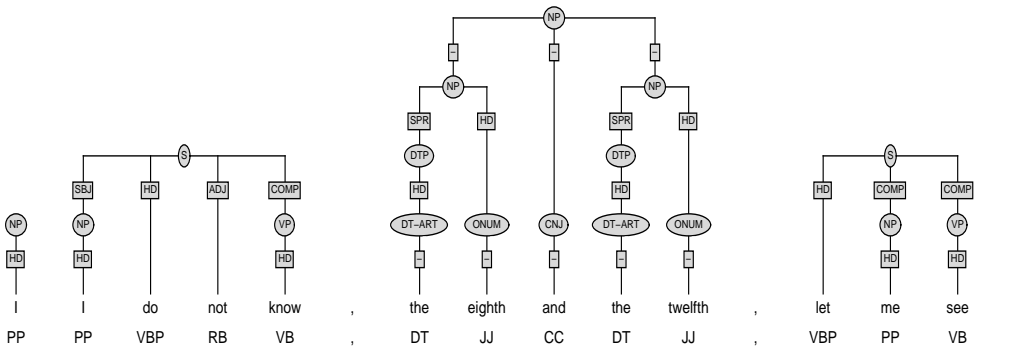 NP
– – –
NP NP
SPR HD SPR HD
DTP DTP
S S
SBJ HD ADJ COMP HD HD HD COMP COMP
NP NP VP DT–ART ONUM CNJ DT–ART ONUM NP VP
HD HD HD – – – – – HD HD
I I do not know , the eighth and the twelfth , let me see
PP PP VBP RB VB , DT JJ CC DT JJ , VBP PP VB